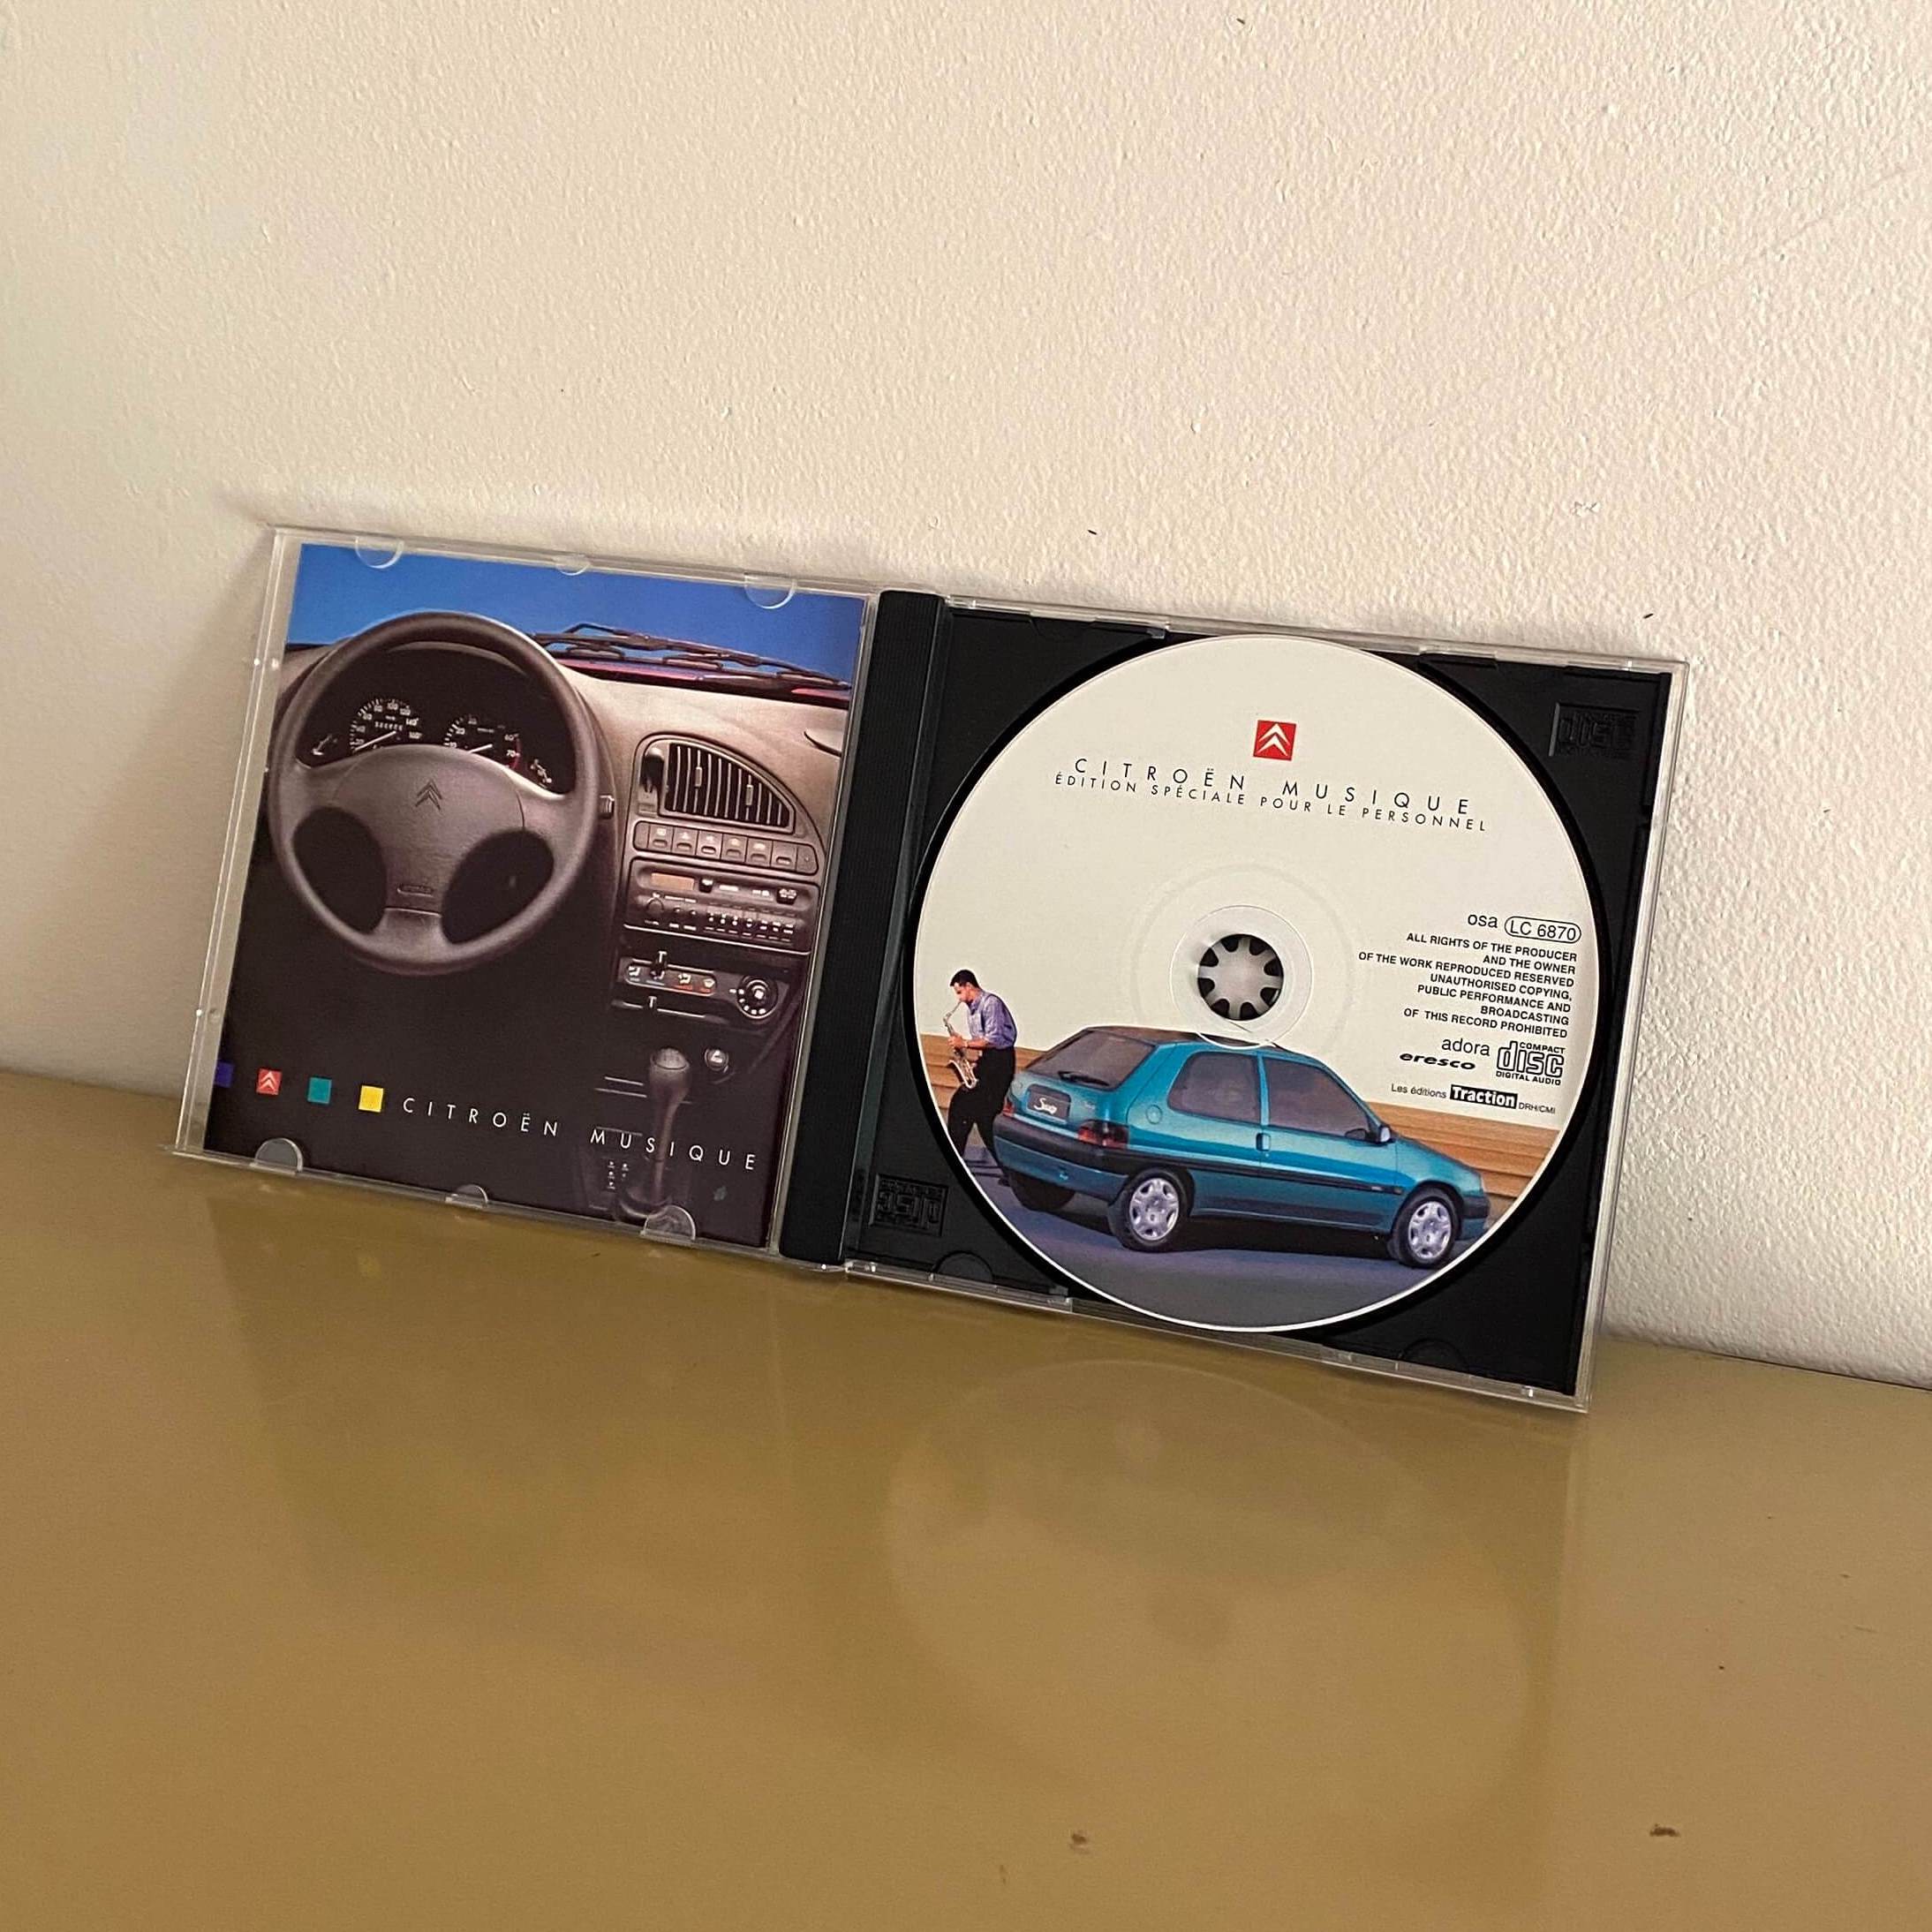 CITROËN MUSIQUE
CITROËN MUSIQUE
ÉDITION SPÉCIALE POUR LE PERSONNEL
osa LC 6870
ALL RIGHTS OF THE PRODUCER
AND THE OWNER
OF THE WORK REPRODUCED RESERVED
UNAUTHORISED COPYING,
PUBLIC PERFORMANCE AND
BROADCASTING
OF THIS RECORD PROHIBITED
adora
eresco
COMPACT
disc
DIGITAL AUDIO
Les éditions Traction DRH/CMI
Saxo